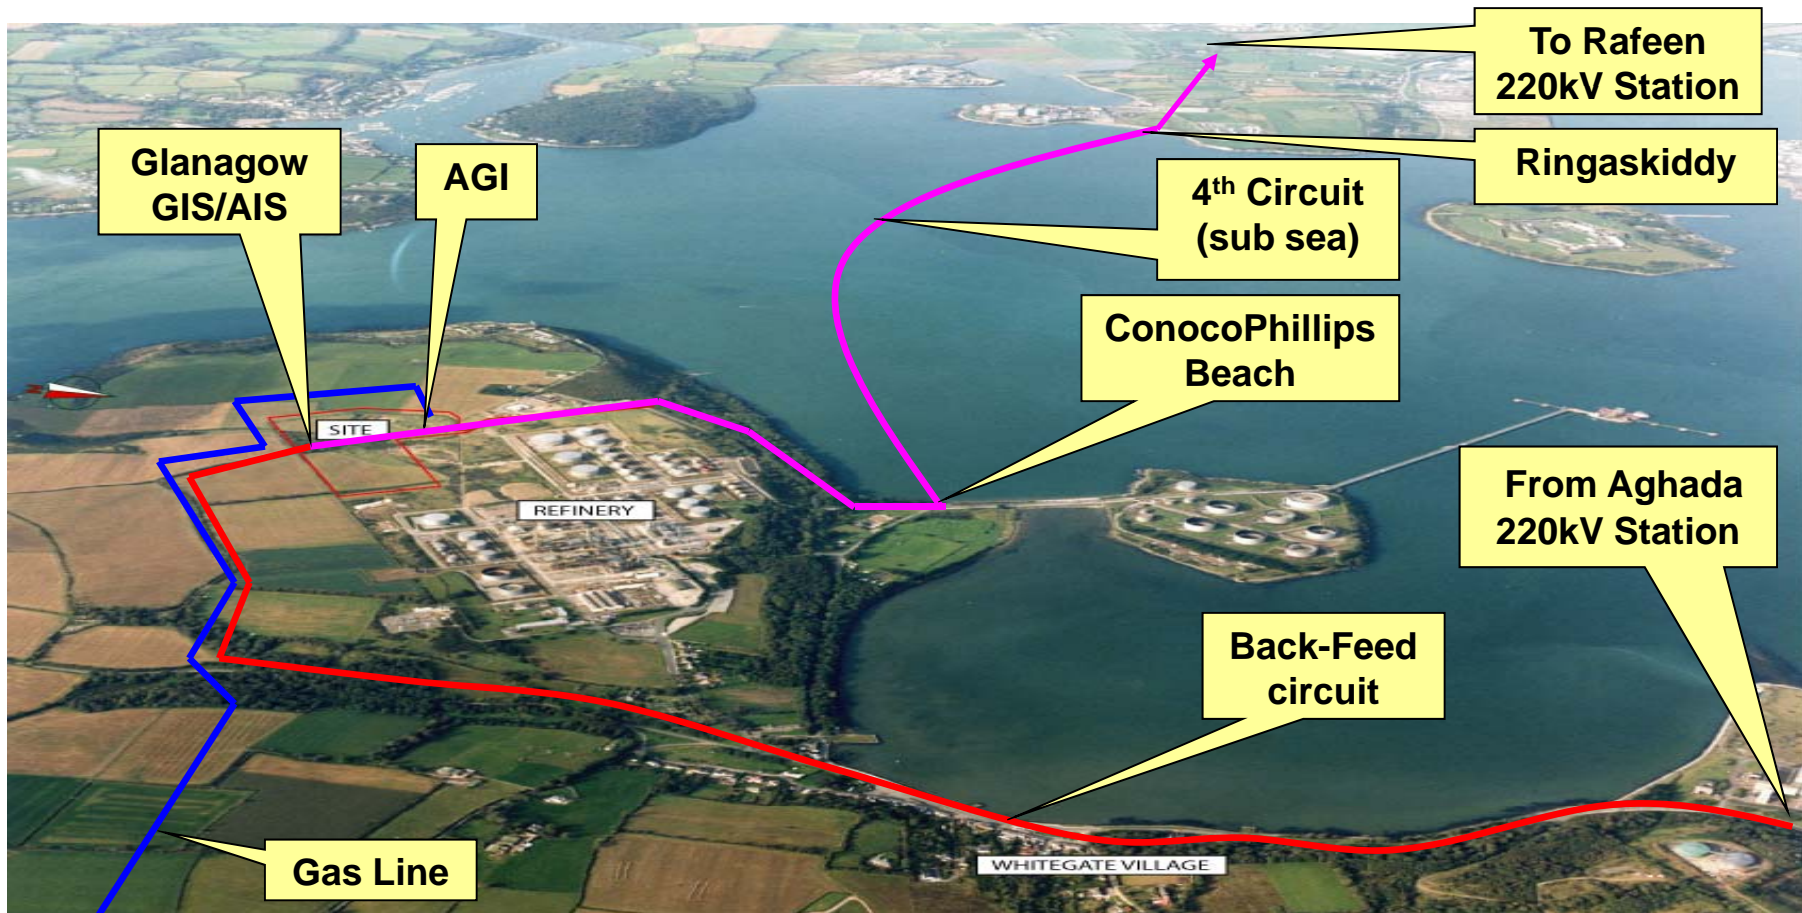 To Rafeen
220kV Station
Glanagow
GIS/AIS
AGI
Ringaskiddy
4th Circuit
(sub sea)
ConocoPhillips
Beach
N
SITE
REFINERY
From Aghada
220kV Station
Back-Feed
circuit
Gas Line
WHITEGATE VILLAGE